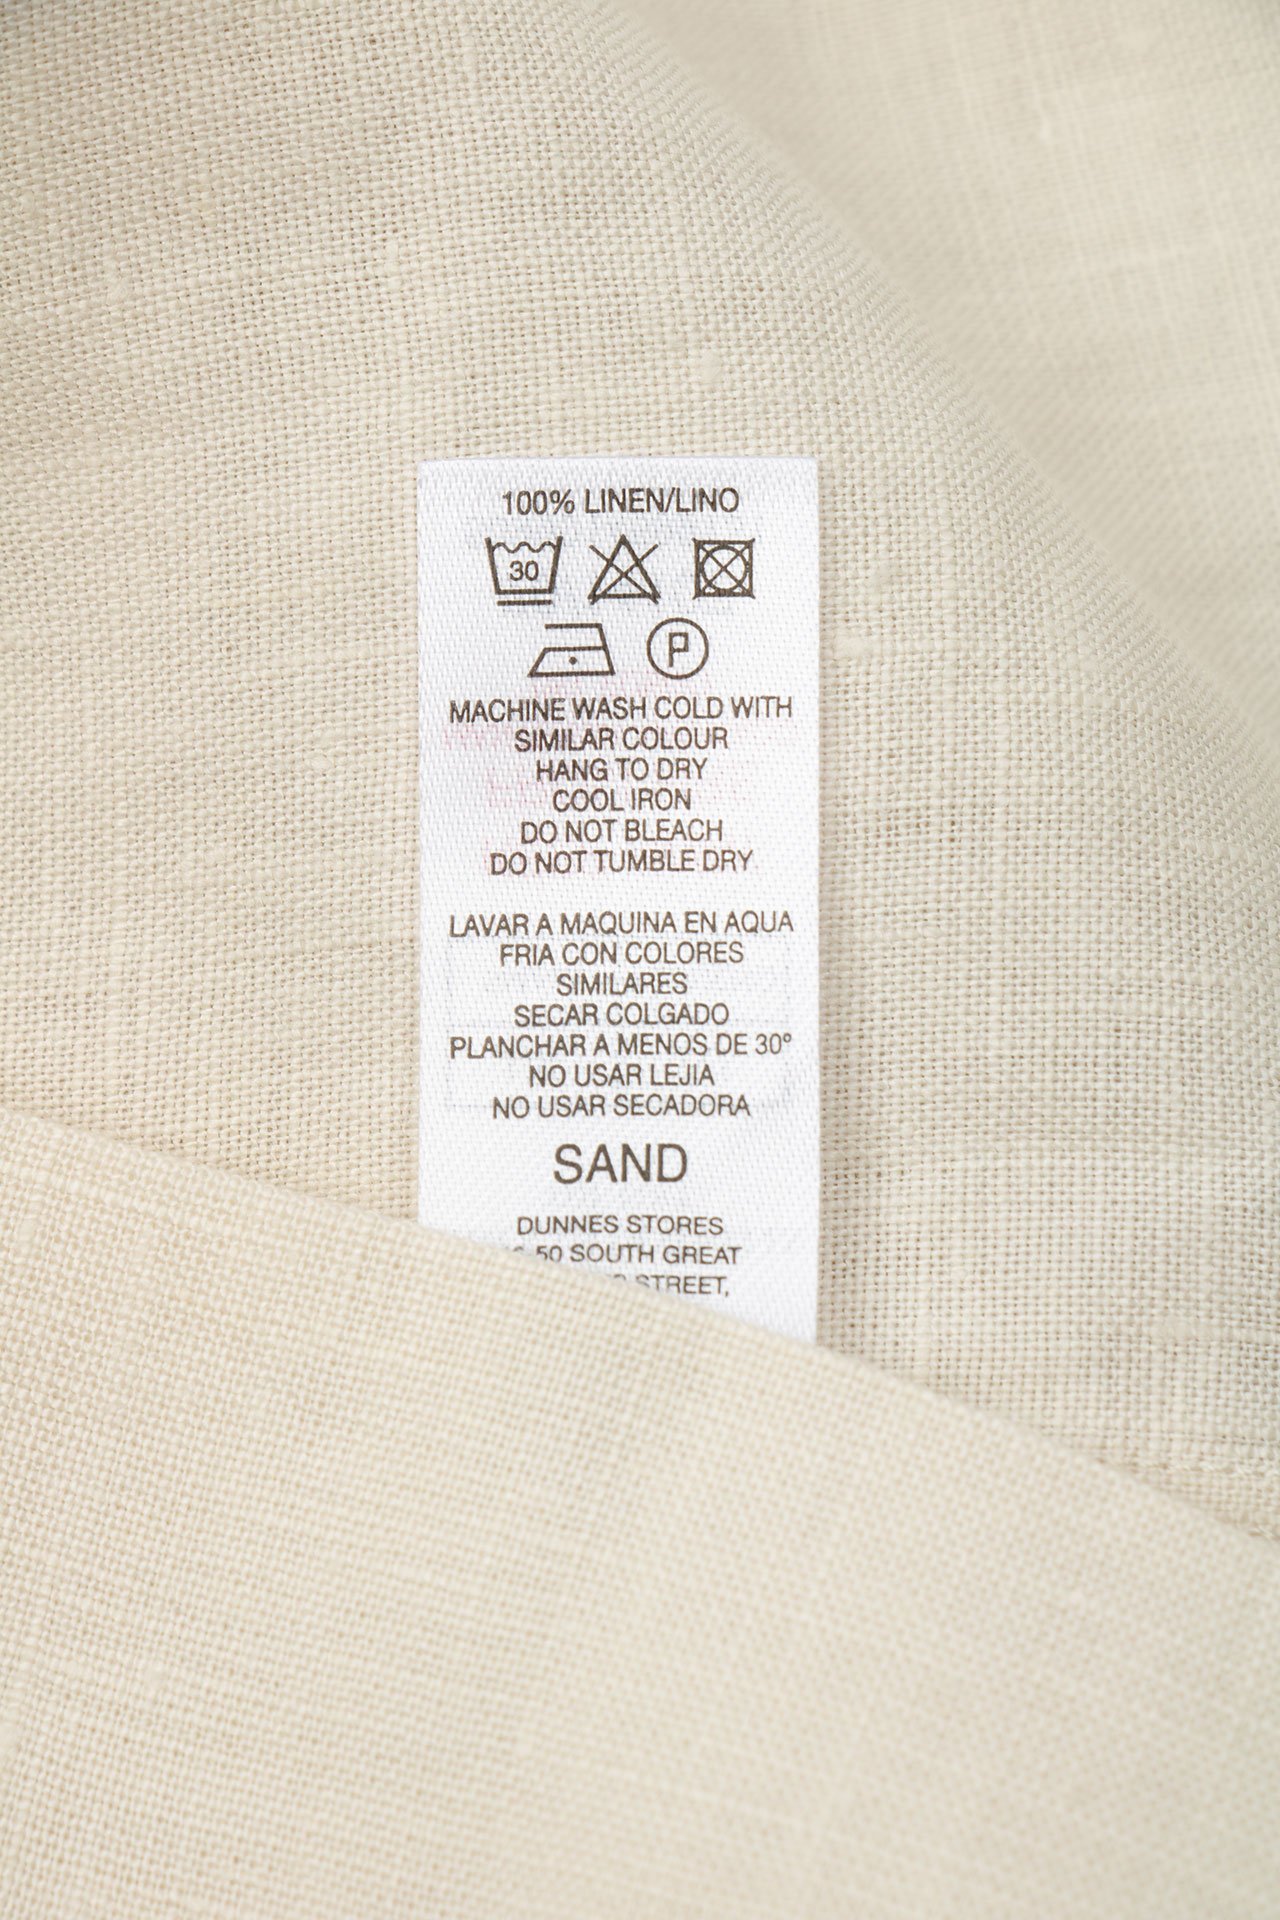 100% LINEN/LINO
30
P
MACHINE WASH COLD WITH
SIMILAR COLOUR
HANG TO DRY
COOL IRON
DO NOT BLEACH
DO NOT TUMBLE DRY
LAVAR A MAQUINA EN AQUA
FRIA CON COLORES
SIMILARES
SECAR COLGADO
PLANCHAR A MENOS DE 30°
NO USAR LEJIA
NO USAR SECADORA
SAND
DUNNES STORES
50 SOUTH GREAT
STREET,